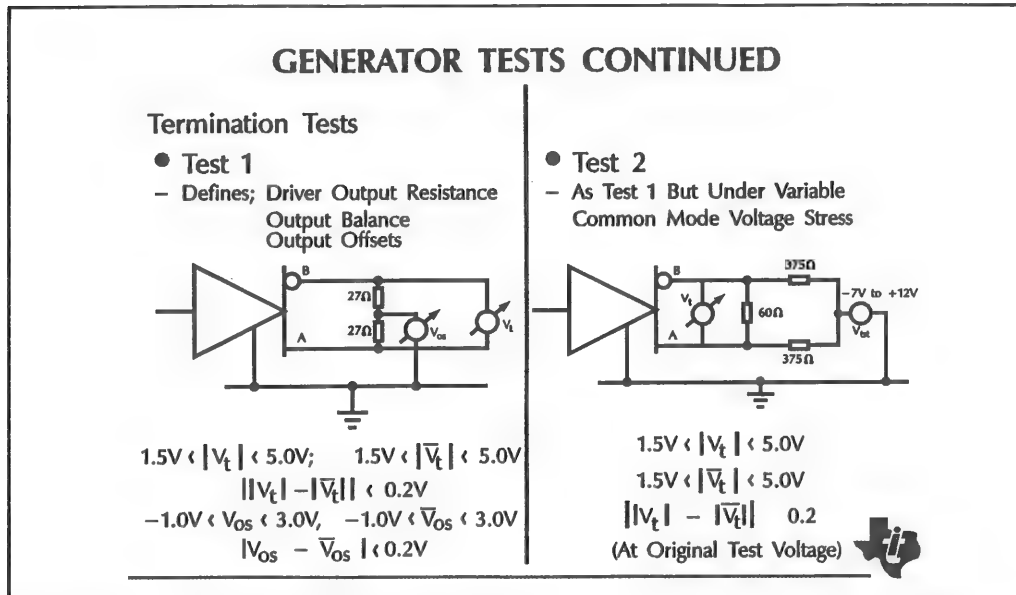 GENERATOR TESTS CONTINUED
Termination Tests
● Test 1
– Defines; Driver Output Resistance
Output Balance
Output Offsets
B
27Ω
27Ω
A
Vos
Vt
1.5V < |Vt| < 5.0V; 1.5V < |V̅t| < 5.0V
||Vt| – |V̅t|| < 0.2V
–1.0V < VOS < 3.0V, –1.0V < V̅OS < 3.0V
|VOS – V̅OS| < 0.2V
● Test 2
– As Test 1 But Under Variable
Common Mode Voltage Stress
B
375Ω
–7V to +12V
Vt
60Ω
Vtst
A
375Ω
1.5V < |Vt| < 5.0V
1.5V < |V̅t| < 5.0V
||Vt| – |V̅t|| 0.2
(At Original Test Voltage)
ti